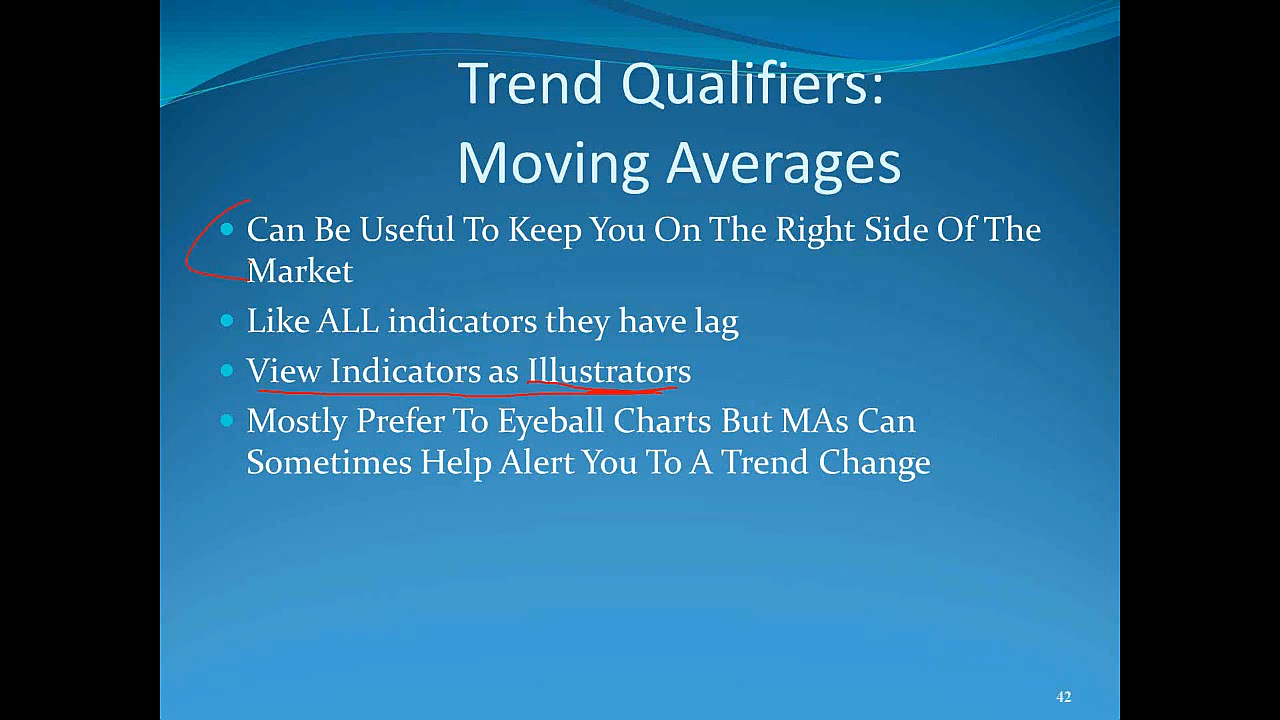 Trend Qualifiers:
Moving Averages
• Can Be Useful To Keep You On The Right Side Of The
Market
• Like ALL indicators they have lag
• View Indicators as Illustrators
• Mostly Prefer To Eyeball Charts But MAs Can
Sometimes Help Alert You To A Trend Change
42